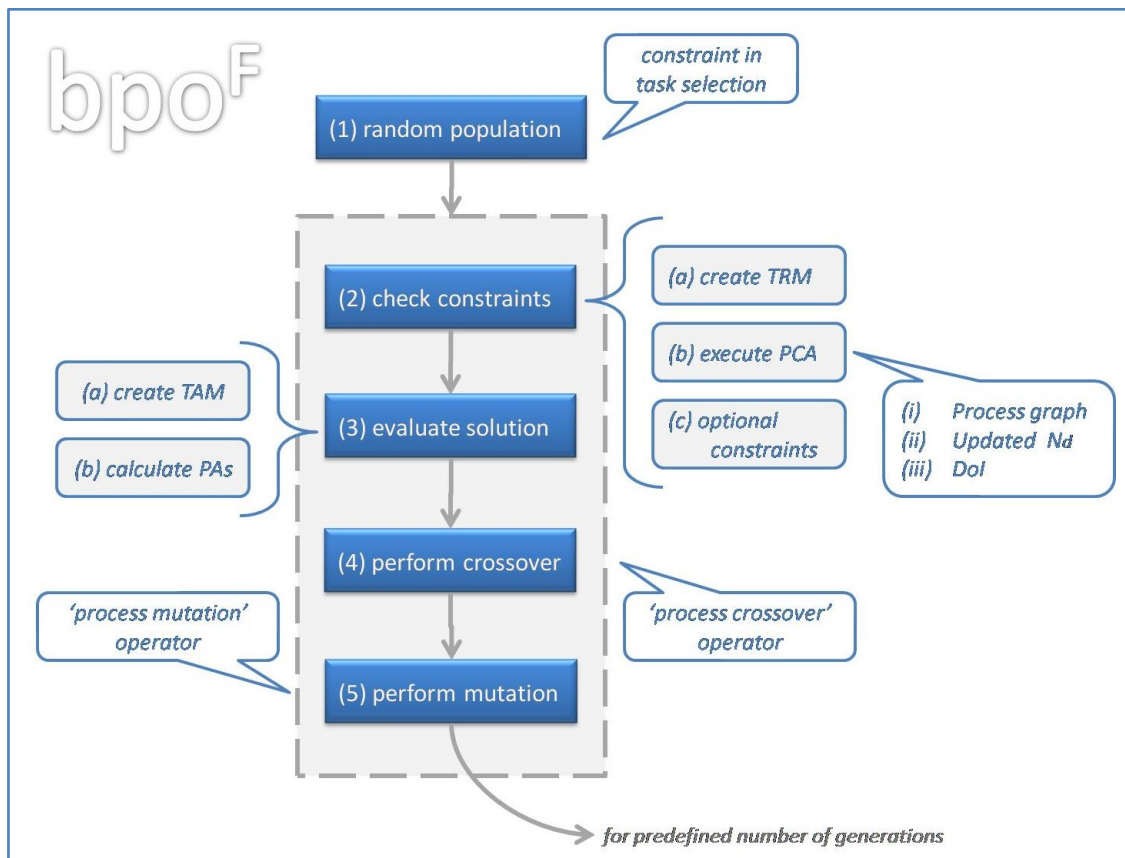 bpoF
constraint in
task selection
(1) random population
(2) check constraints
(a) create TRM
(b) execute PCA
(c) optional
constraints
(i) Process graph
(ii) Updated Nd
(iii) DoI
(a) create TAM
(b) calculate PAs
(3) evaluate solution
(4) perform crossover
‘process crossover’
operator
‘process mutation’
operator
(5) perform mutation
for predefined number of generations